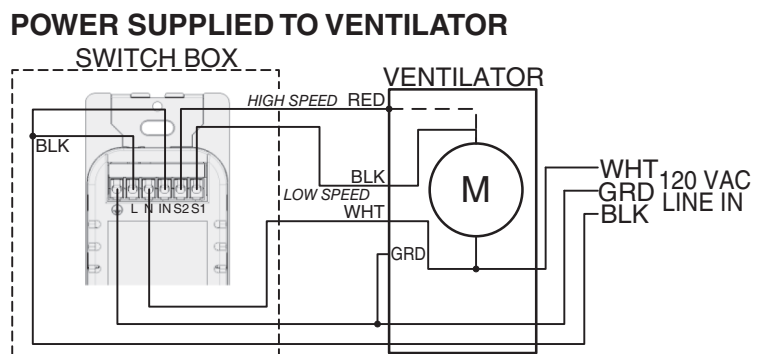 POWER SUPPLIED TO VENTILATOR
SWITCH BOX
VENTILATOR
HIGH SPEED RED
BLK
BLK
LOW SPEED
WHT
GRD
L N IN S2 S1
M
WHT
GRD
BLK
120 VAC
LINE IN